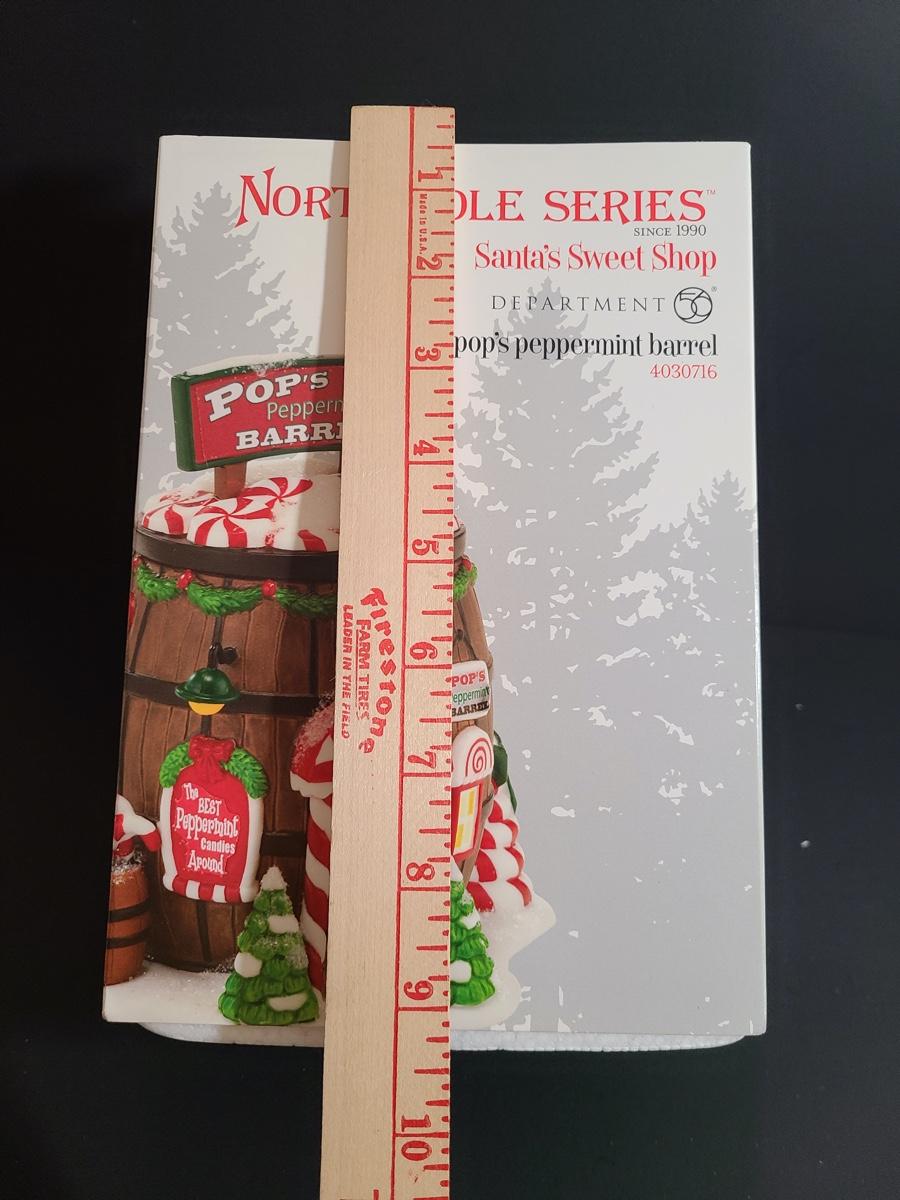 NORT OLE SERIES™
SINCE 1990
Santa's Sweet Shop
DEPARTMENT 56®
pop's peppermint barrel
4030716
POP'S
Pepperm
BARRE
POP'S
eppermint
BARREL
The
BEST
Peppermint
Candies
Around
1
Made in U.S.A.
2
3
4
5
6
7
8
9
10
Firestone
FARM TIRES
LEADER IN THE FIELD